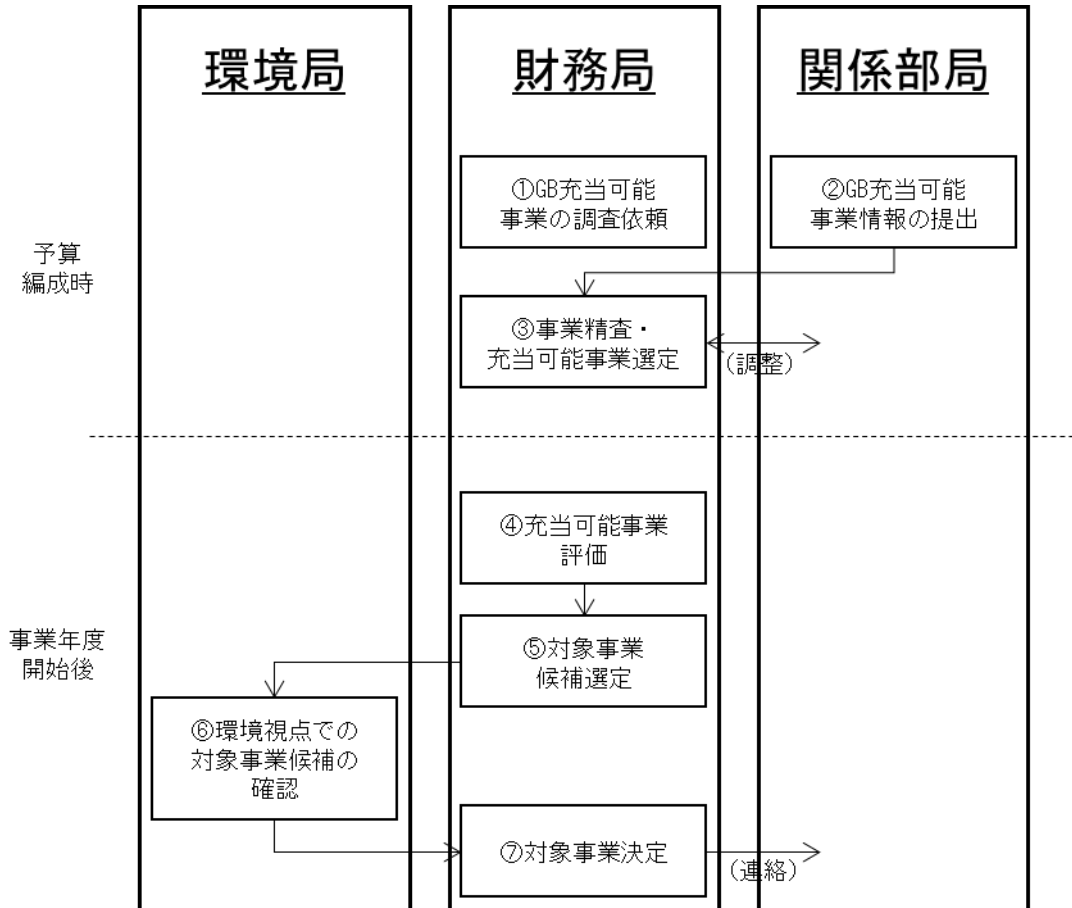 環境局
財務局
関係部局
予算
編成時
①GB充当可能
事業の調査依頼
②GB充当可能
事業情報の提出
③事業精査・
充当可能事業選定
(調整)
事業年度
開始後
④充当可能事業
評価
⑤対象事業
候補選定
⑥環境視点での
対象事業候補の
確認
⑦対象事業決定
(連絡)